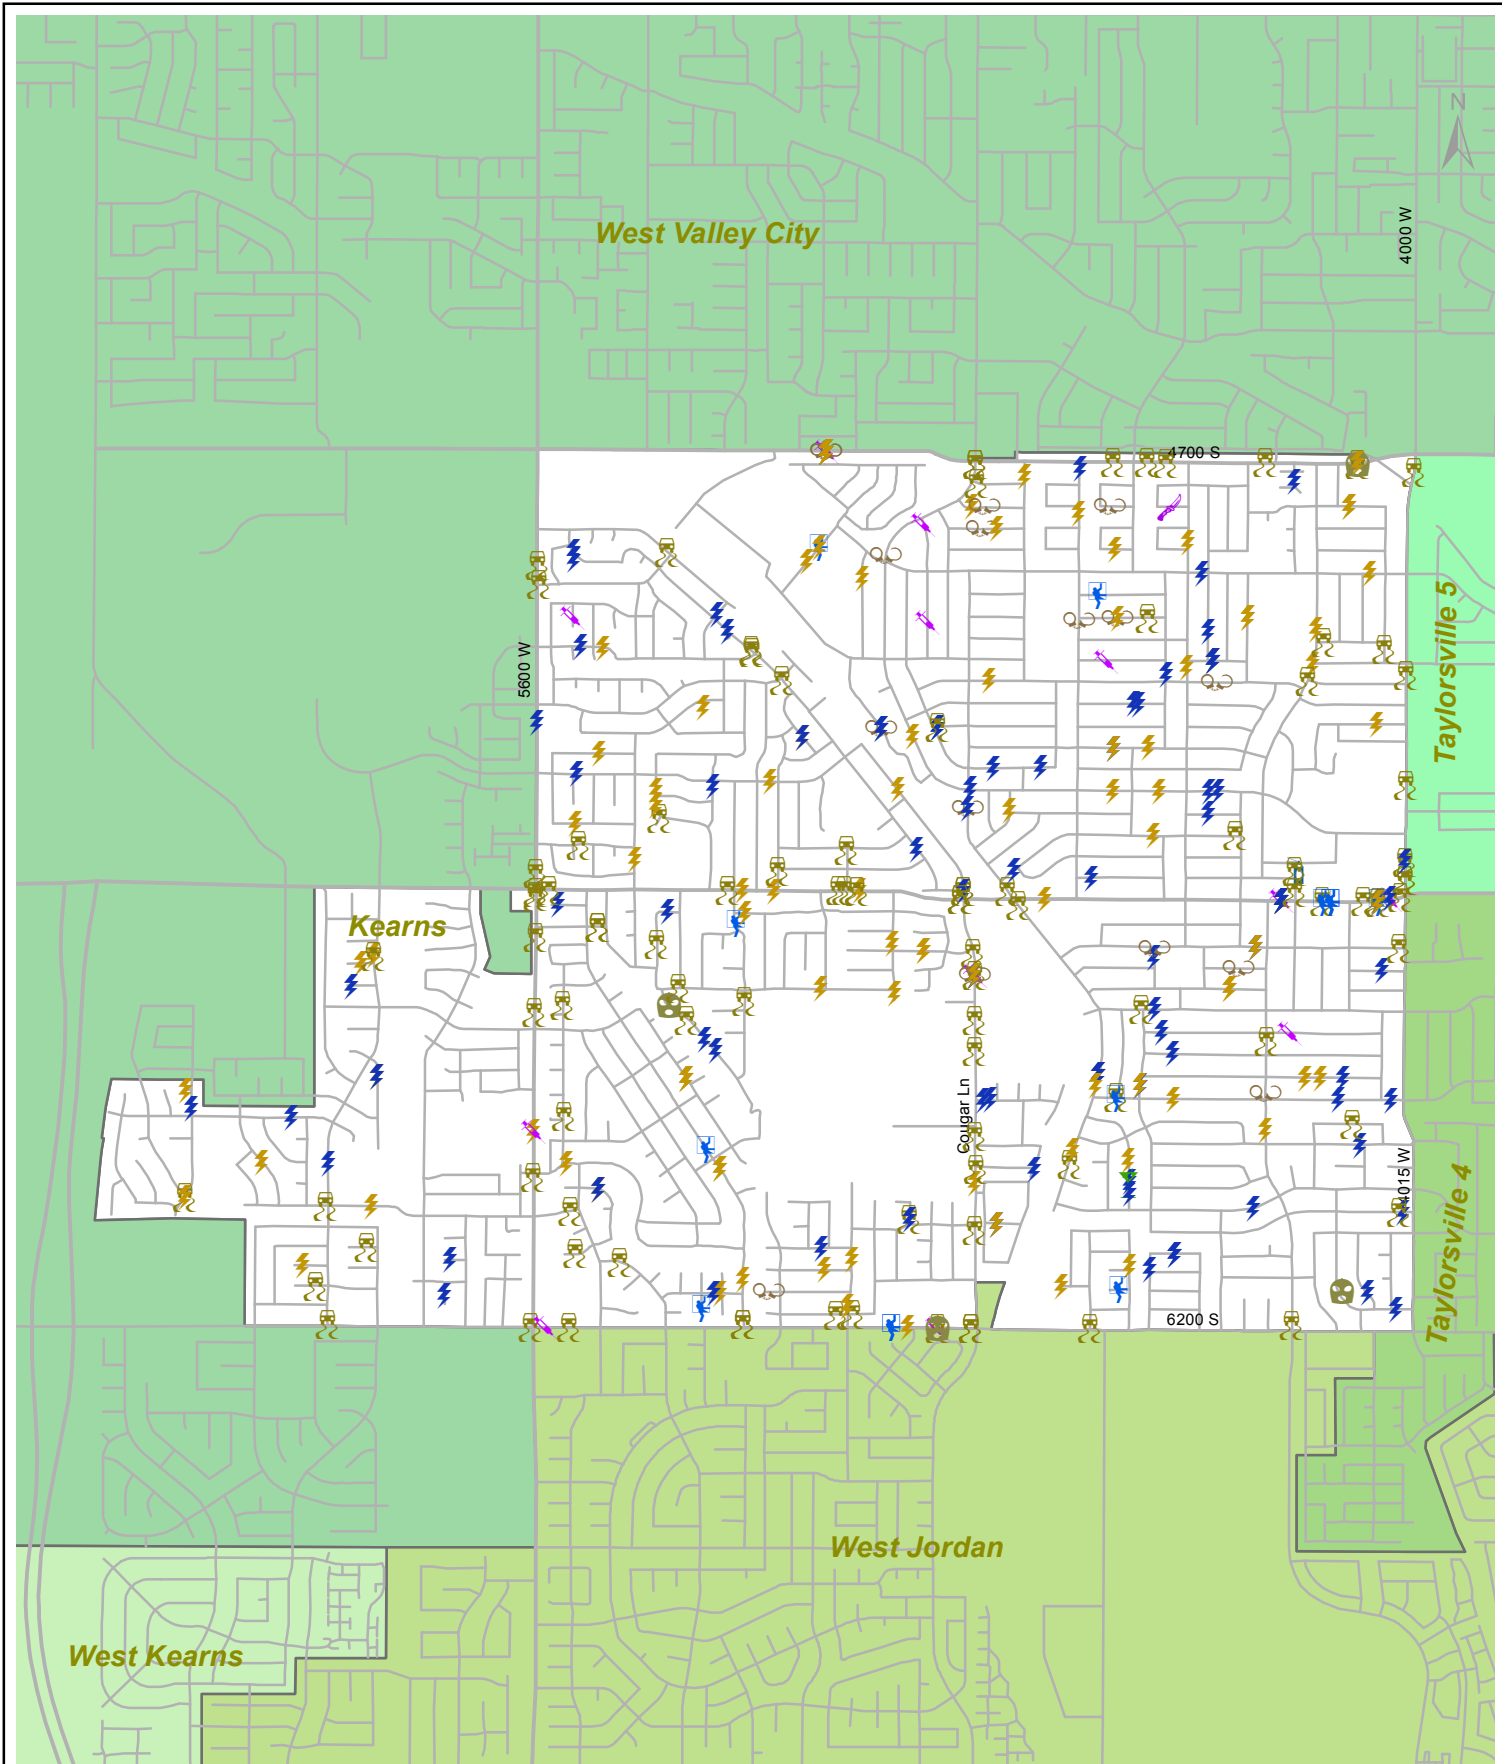 N
4000 W
West Valley City
4700 S
Taylorsville 5
5600 W
Kearns
Cougar Ln
4015 W
Taylorsville 4
6200 S
West Jordan
West Kearns